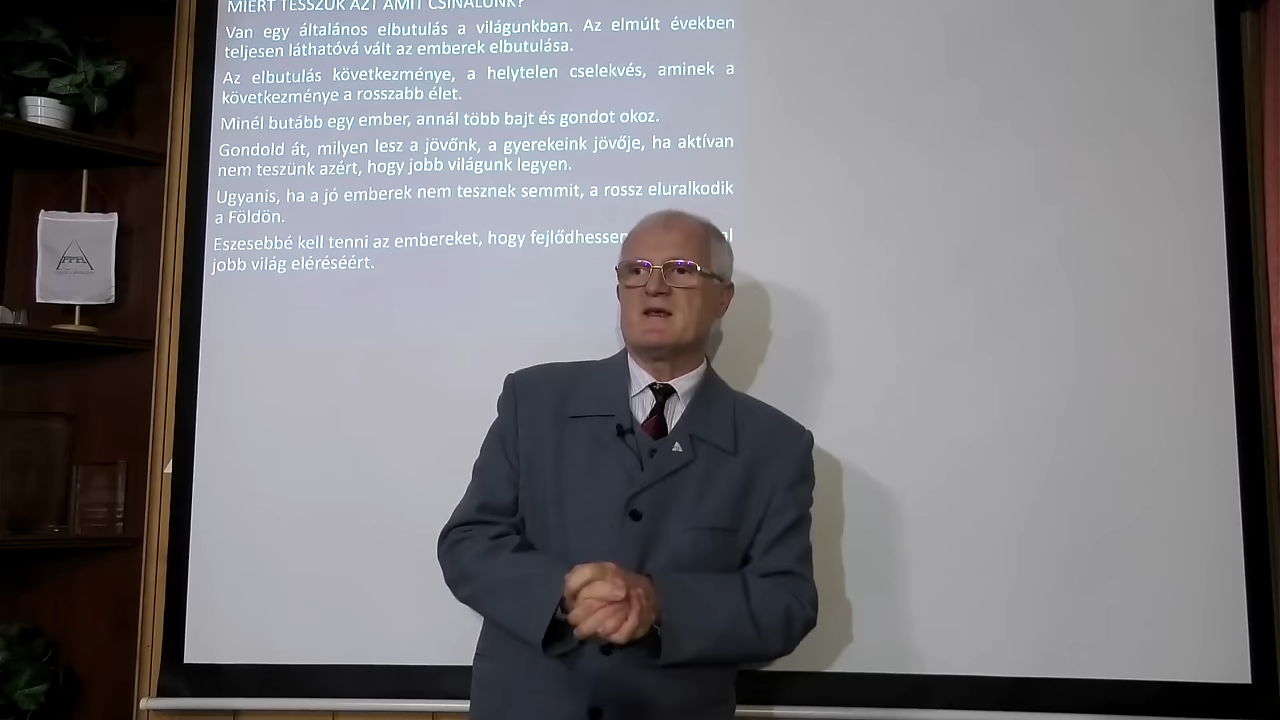 MIÉRT TESSZÜK AZT AMIT CSINÁLUNK?
Van egy általános elbutulás a világunkban. Az elmúlt években
teljesen láthatóvá vált az emberek elbutulása.
Az elbutulás következménye, a helytelen cselekvés, aminek a
következménye a rosszabb élet.
Minél butább egy ember, annál több bajt és gondot okoz.
Gondold át, milyen lesz a jövőnk, a gyerekeink jövője, ha aktívan
nem teszünk azért, hogy jobb világunk legyen.
Ugyanis, ha a jó emberek nem tesznek semmit, a rossz eluralkodik
a Földön.
Eszesebbé kell tenni az embereket, hogy
jobb világ eléréséért.